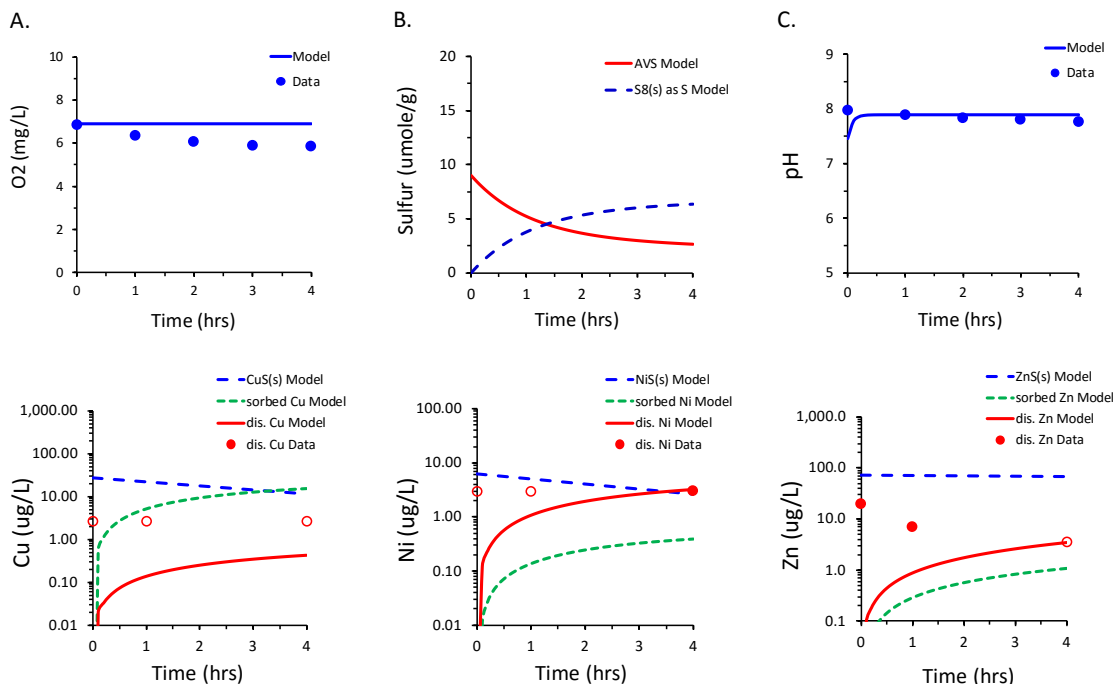 A.
B.
C.
Model
Data
O2 (mg/L)
10
8
6
4
2
0
0 1 2 3 4
Time (hrs)
AVS Model
S8(s) as S Model
Sulfur (umole/g)
20
15
10
5
0
0 1 2 3 4
Time (hrs)
Model
Data
pH
9
8
7
6
5
0 1 2 3 4
Time (hrs)
CuS(s) Model
sorbed Cu Model
dis. Cu Model
dis. Cu Data
Cu (ug/L)
1,000.00
100.00
10.00
1.00
0.10
0.01
0 1 2 3 4
Time (hrs)
NiS(s) Model
sorbed Ni Model
dis. Ni Model
dis. Ni Data
Ni (ug/L)
100.00
10.00
1.00
0.10
0.01
0 1 2 3 4
Time (hrs)
ZnS(s) Model
sorbed Zn Model
dis. Zn Model
dis. Zn Data
Zn (ug/L)
1,000.0
100.0
10.0
1.0
0.1
0 1 2 3 4
Time (hrs)